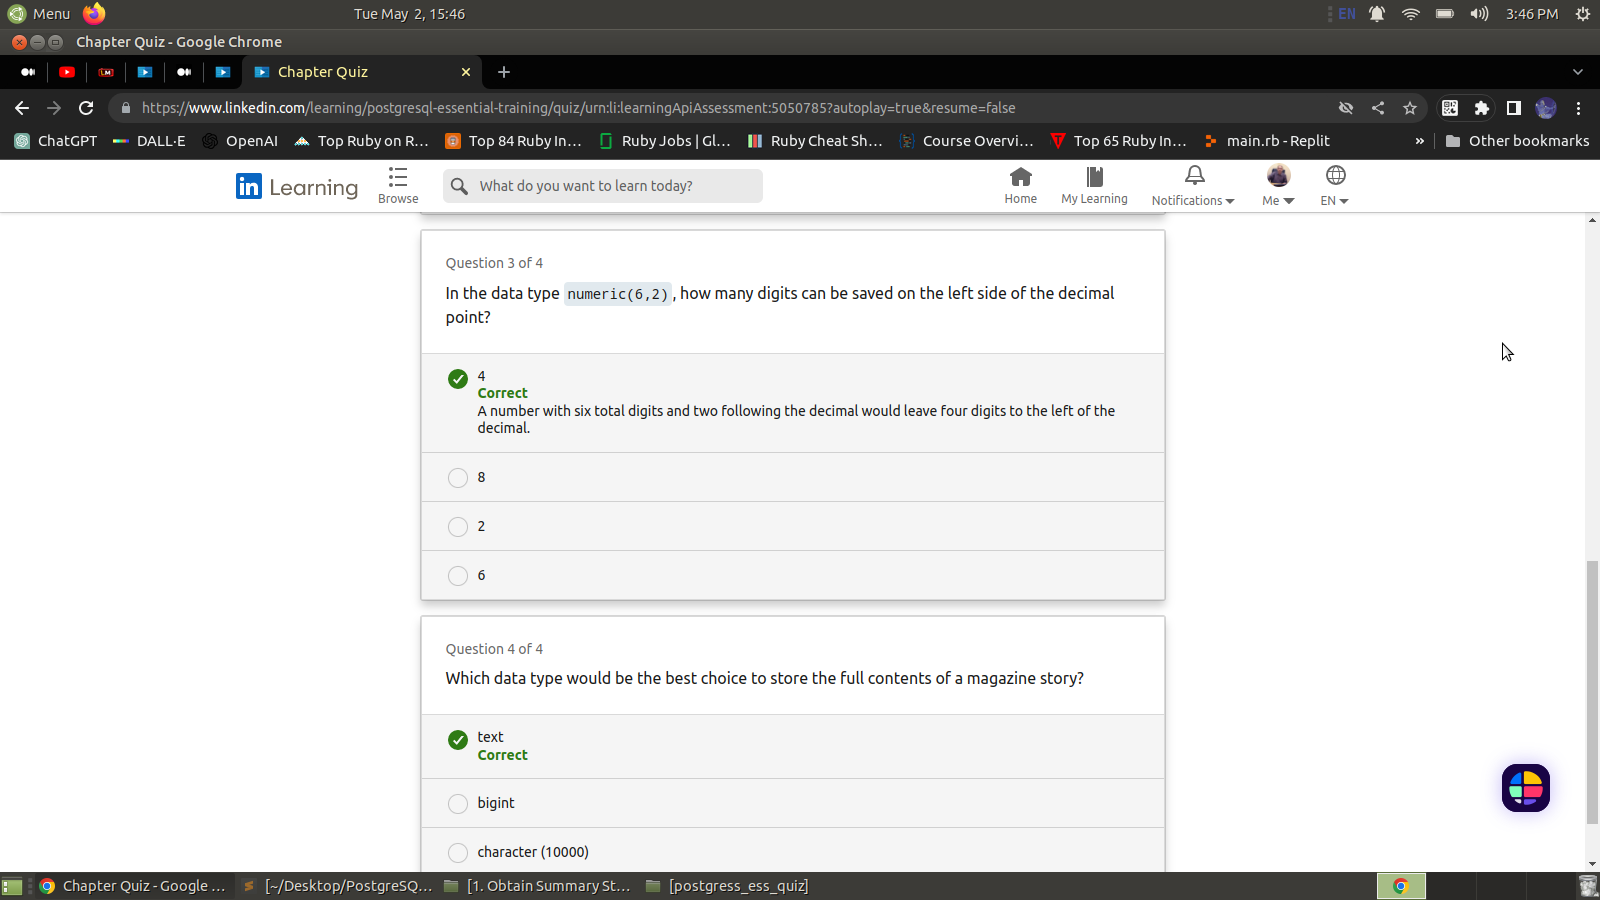 Menu
Tue May 2, 15:46
EN
3:46 PM
Chapter Quiz - Google Chrome
Chapter Quiz
https://www.linkedin.com/learning/postgresql-essential-training/quiz/urn:li:learningApiAssessment:5050785?autoplay=true&resume=false
ChatGPT
DALL·E
OpenAI
Top Ruby on R...
Top 84 Ruby In...
Ruby Jobs | Gl...
Ruby Cheat Sh...
Course Overvi...
Top 65 Ruby In...
main.rb - Replit
»
Other bookmarks
in Learning
Browse
What do you want to learn today?
Home
My Learning
Notifications
Me
EN
Question 3 of 4
In the data type numeric(6,2), how many digits can be saved on the left side of the decimal
point?
4
Correct
A number with six total digits and two following the decimal would leave four digits to the left of the
decimal.
8
2
6
Question 4 of 4
Which data type would be the best choice to store the full contents of a magazine story?
text
Correct
bigint
character (10000)
Chapter Quiz - Google ...
[~/Desktop/PostgreSQ...
[1. Obtain Summary St...
[postgress_ess_quiz]